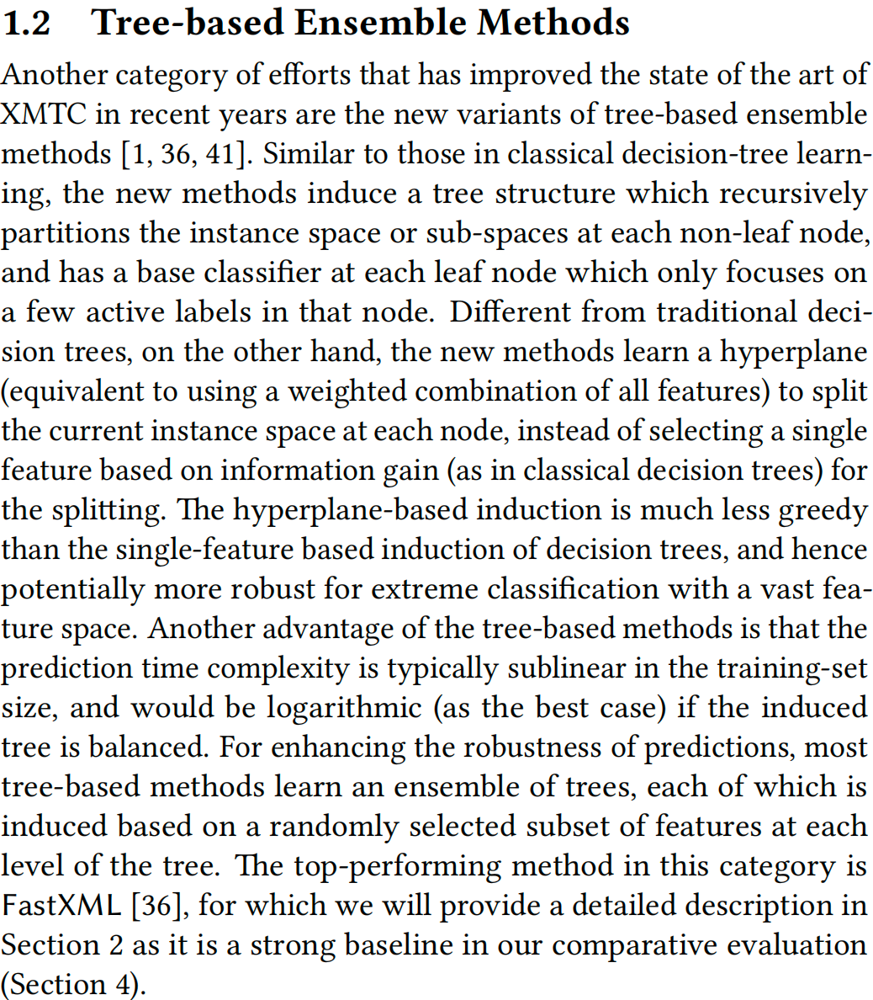 1.2 Tree-based Ensemble Methods
Another category of efforts that has improved the state of the art of
XMTC in recent years are the new variants of tree-based ensemble
methods [1, 36, 41]. Similar to those in classical decision-tree learn-
ing, the new methods induce a tree structure which recursively
partitions the instance space or sub-spaces at each non-leaf node,
and has a base classifier at each leaf node which only focuses on
a few active labels in that node. Different from traditional deci-
sion trees, on the other hand, the new methods learn a hyperplane
(equivalent to using a weighted combination of all features) to split
the current instance space at each node, instead of selecting a single
feature based on information gain (as in classical decision trees) for
the splitting. The hyperplane-based induction is much less greedy
than the single-feature based induction of decision trees, and hence
potentially more robust for extreme classification with a vast fea-
ture space. Another advantage of the tree-based methods is that the
prediction time complexity is typically sublinear in the training-set
size, and would be logarithmic (as the best case) if the induced
tree is balanced. For enhancing the robustness of predictions, most
tree-based methods learn an ensemble of trees, each of which is
induced based on a randomly selected subset of features at each
level of the tree. The top-performing method in this category is
FastXML [36], for which we will provide a detailed description in
Section 2 as it is a strong baseline in our comparative evaluation
(Section 4).